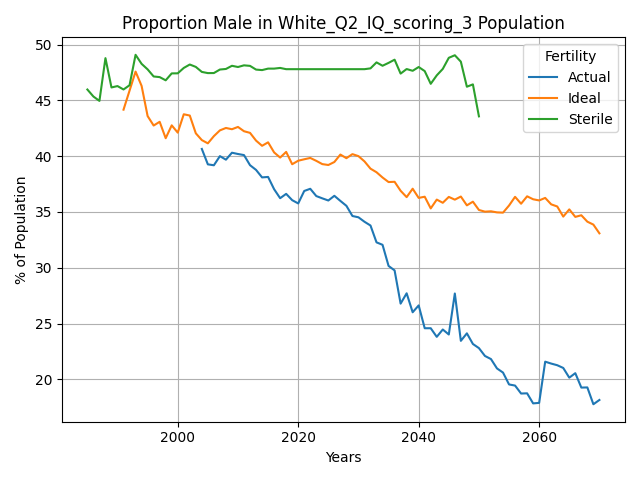 Proportion Male in White_Q2_IQ_scoring_3 Population
Fertility
Actual
Ideal
Sterile
% of Population
50
45
40
35
30
25
20
2000
2020
2040
2060
Years